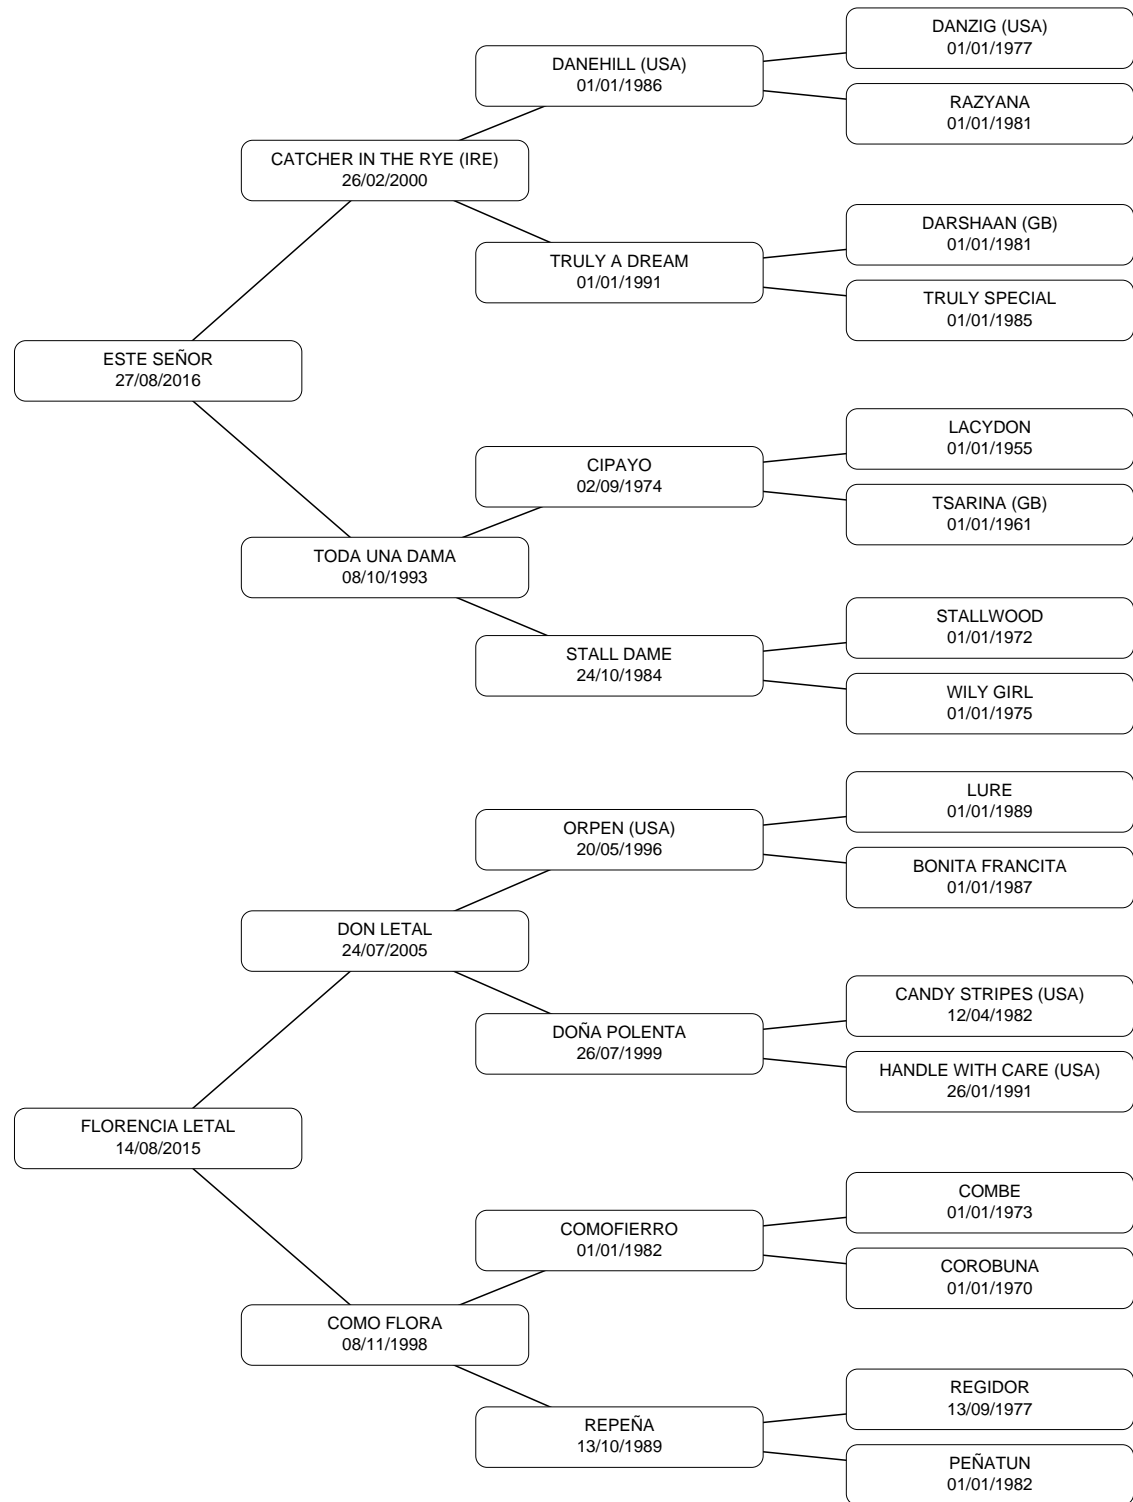 DANZIG (USA)
01/01/1977
DANEHILL (USA)
01/01/1986
RAZYANA
01/01/1981
CATCHER IN THE RYE (IRE)
26/02/2000
DARSHAAN (GB)
01/01/1981
TRULY A DREAM
01/01/1991
TRULY SPECIAL
01/01/1985
ESTE SEÑOR
27/08/2016
LACYDON
01/01/1955
CIPAYO
02/09/1974
TSARINA (GB)
01/01/1961
TODA UNA DAMA
08/10/1993
STALLWOOD
01/01/1972
STALL DAME
24/10/1984
WILY GIRL
01/01/1975
LURE
01/01/1989
ORPEN (USA)
20/05/1996
BONITA FRANCITA
01/01/1987
DON LETAL
24/07/2005
CANDY STRIPES (USA)
12/04/1982
DOÑA POLENTA
26/07/1999
HANDLE WITH CARE (USA)
26/01/1991
FLORENCIA LETAL
14/08/2015
COMBE
01/01/1973
COMOFIERRO
01/01/1982
COROBUNA
01/01/1970
COMO FLORA
08/11/1998
REGIDOR
13/09/1977
REPEÑA
13/10/1989
PEÑATUN
01/01/1982